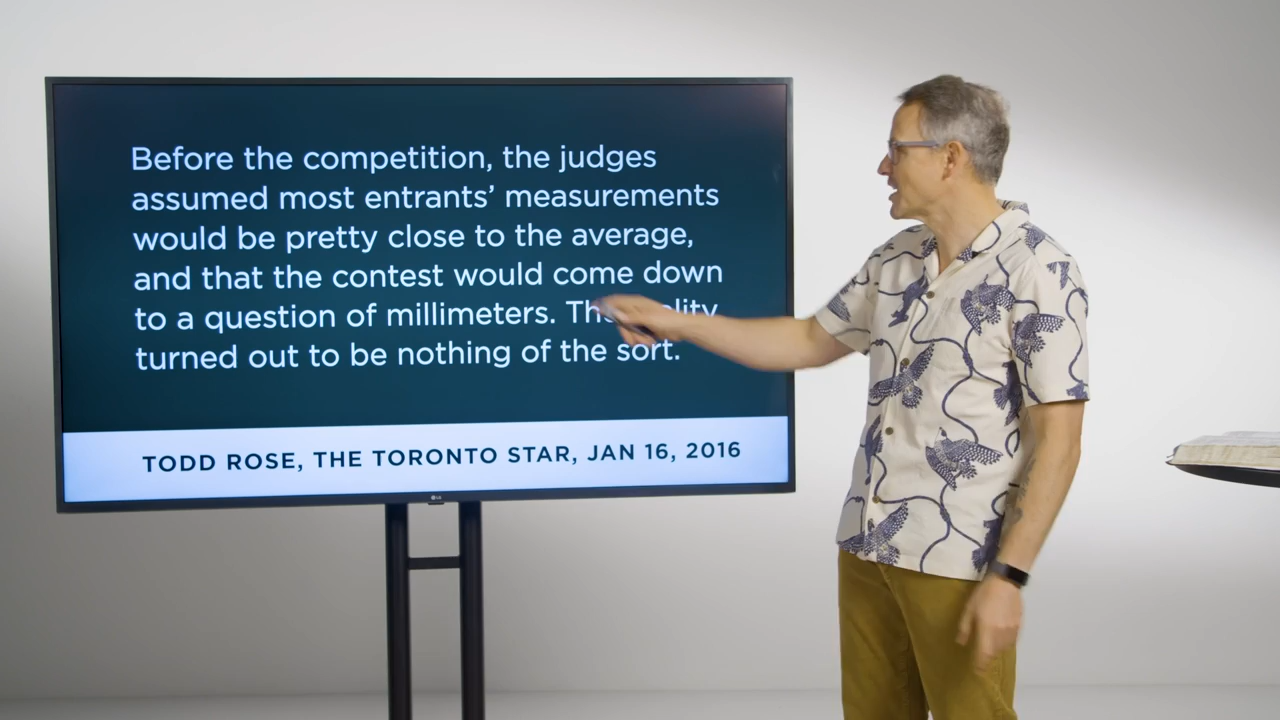 Before the competition, the judges
assumed most entrants’ measurements
would be pretty close to the average,
and that the contest would come down
to a question of millimeters.
turned out to be nothing of the sort.
TODD ROSE, THE TORONTO STAR, JAN 16, 2016
LG